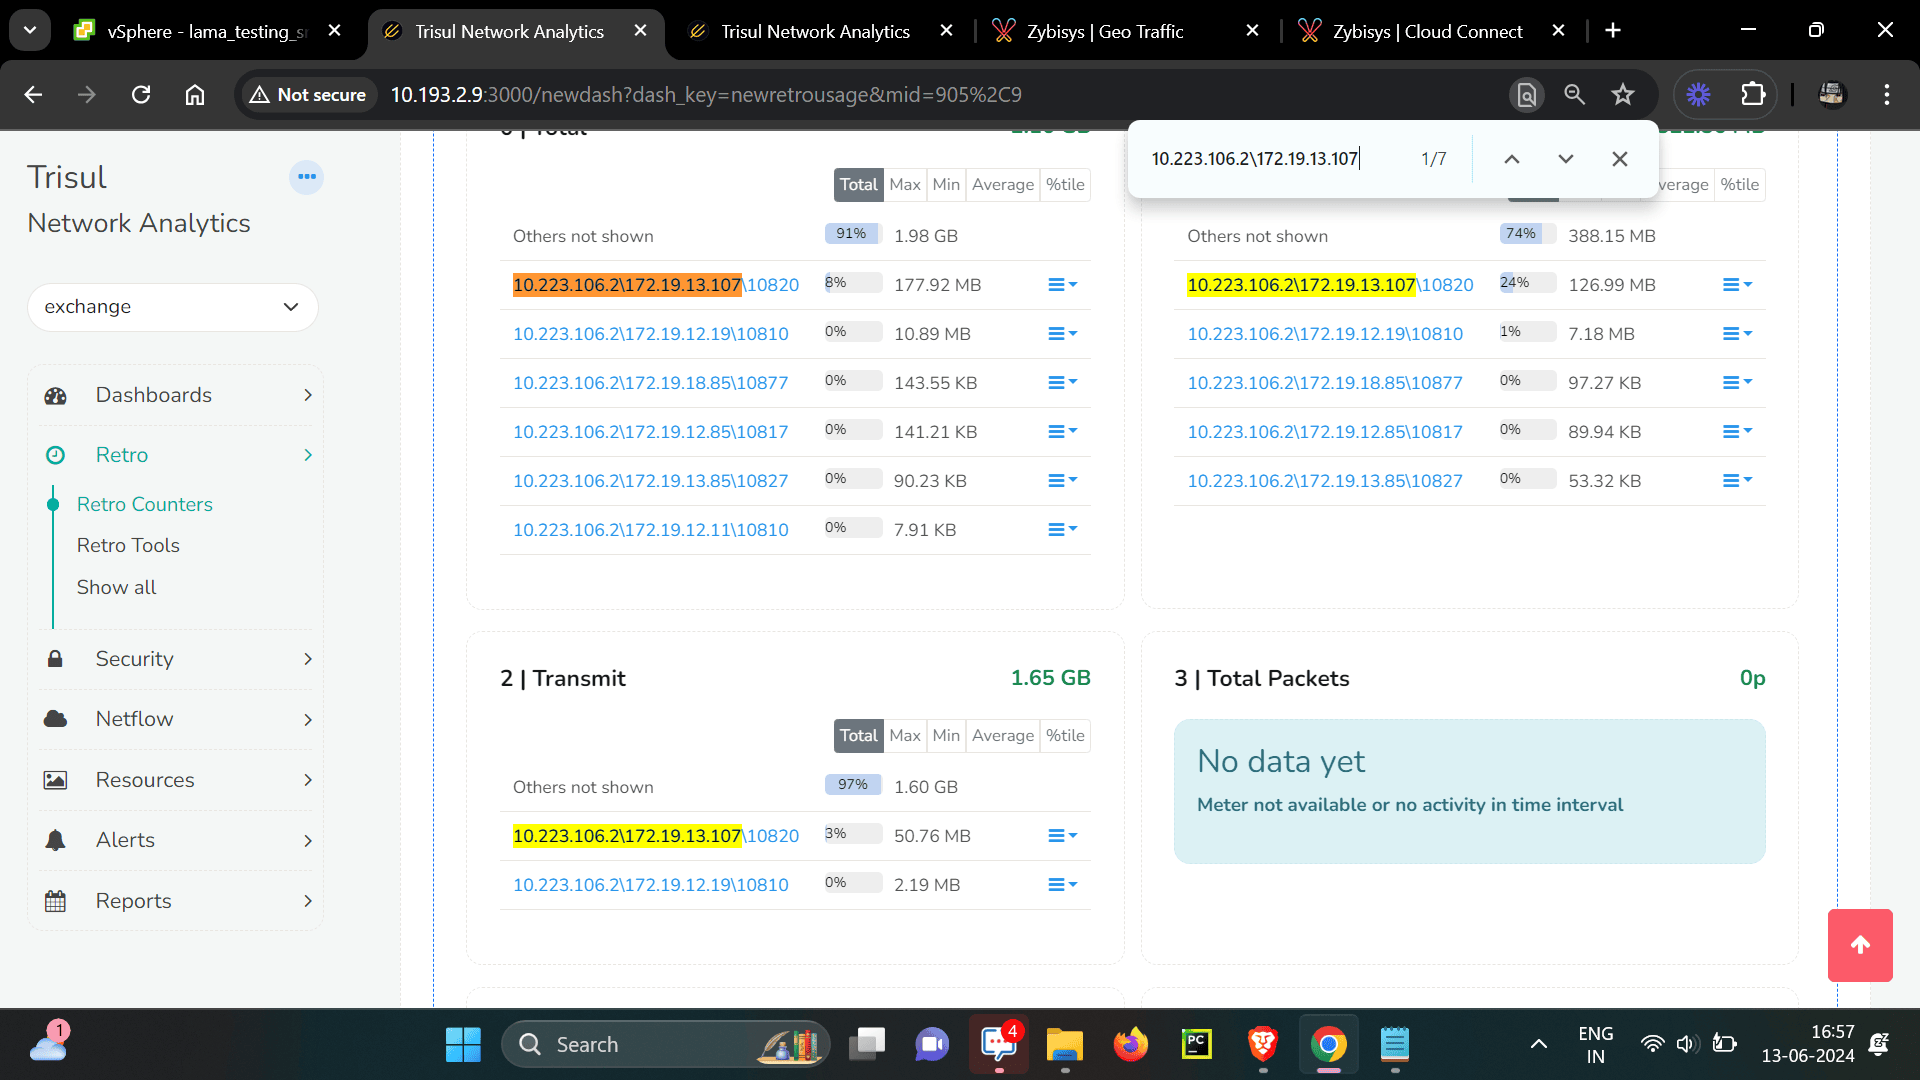 vSphere - lama_testing_s
Trisul Network Analytics
Trisul Network Analytics
Zybisys | Geo Traffic
Zybisys | Cloud Connect
Not secure
10.193.2.9:3000/newdash?dash_key=newretrousage&mid=905%2C9
10.223.106.2\172.19.13.107
1/7
Trisul
Network Analytics
exchange
Dashboards
Retro
Retro Counters
Retro Tools
Show all
Security
Netflow
Resources
Alerts
Reports
Total Max Min Average %tile
Others not shown 91% 1.98 GB
10.223.106.2\172.19.13.107\10820 8% 177.92 MB
10.223.106.2\172.19.12.19\10810 0% 10.89 MB
10.223.106.2\172.19.18.85\10877 0% 143.55 KB
10.223.106.2\172.19.12.85\10817 0% 141.21 KB
10.223.106.2\172.19.13.85\10827 0% 90.23 KB
10.223.106.2\172.19.12.11\10810 0% 7.91 KB
verage %tile
Others not shown 74% 388.15 MB
10.223.106.2\172.19.13.107\10820 24% 126.99 MB
10.223.106.2\172.19.12.19\10810 1% 7.18 MB
10.223.106.2\172.19.18.85\10877 0% 97.27 KB
10.223.106.2\172.19.12.85\10817 0% 89.94 KB
10.223.106.2\172.19.13.85\10827 0% 53.32 KB
2 | Transmit 1.65 GB
Total Max Min Average %tile
Others not shown 97% 1.60 GB
10.223.106.2\172.19.13.107\10820 3% 50.76 MB
10.223.106.2\172.19.12.19\10810 0% 2.19 MB
3 | Total Packets 0p
No data yet
Meter not available or no activity in time interval
1
Search
4
PC
ENG
IN
16:57
13-06-2024